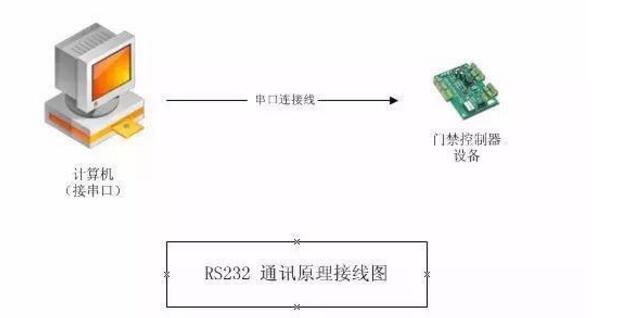 串口连接线
门禁控制器
设备
计算机
（接串口）
RS232 通讯原理接线图